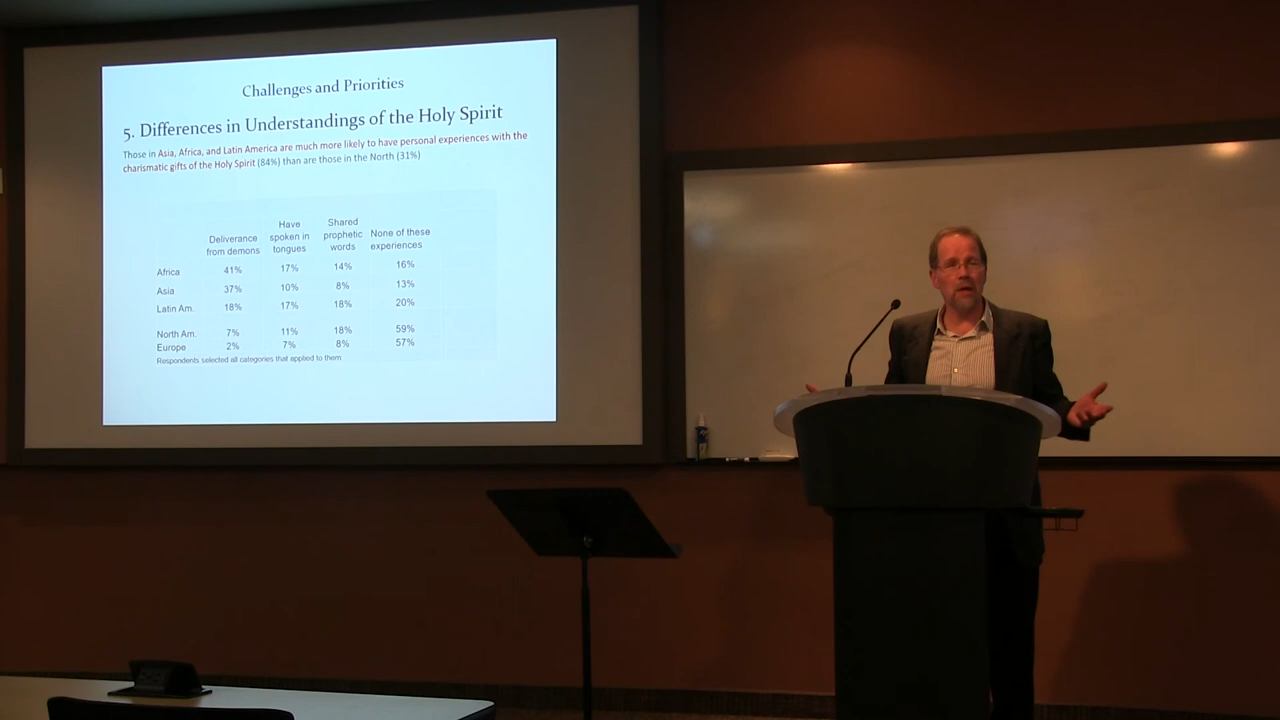 Challenges and Priorities
5. Differences in Understandings of the Holy Spirit
Those in Asia, Africa, and Latin America are much more likely to have personal experiences with the
charismatic gifts of the Holy Spirit (84%) than are those in the North (31%)
Deliverance from demons Have spoken in tongues Shared prophetic words None of these experiences
Africa 41% 17% 14% 16%
Asia 37% 10% 8% 13%
Latin Am. 18% 17% 18% 20%
North Am. 7% 11% 18% 59%
Europe 2% 7% 8% 57%
Respondents selected all categories that applied to them